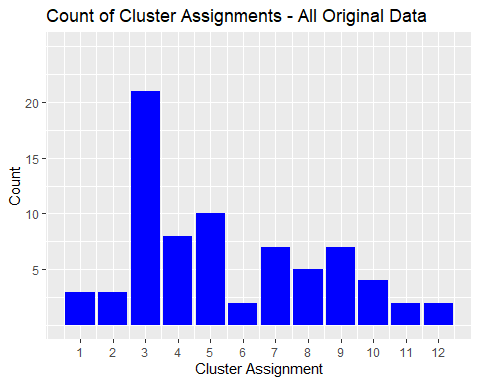 Count of Cluster Assignments - All Original Data
20
15
10
5
Count
1 2 3 4 5 6 7 8 9 10 11 12
Cluster Assignment